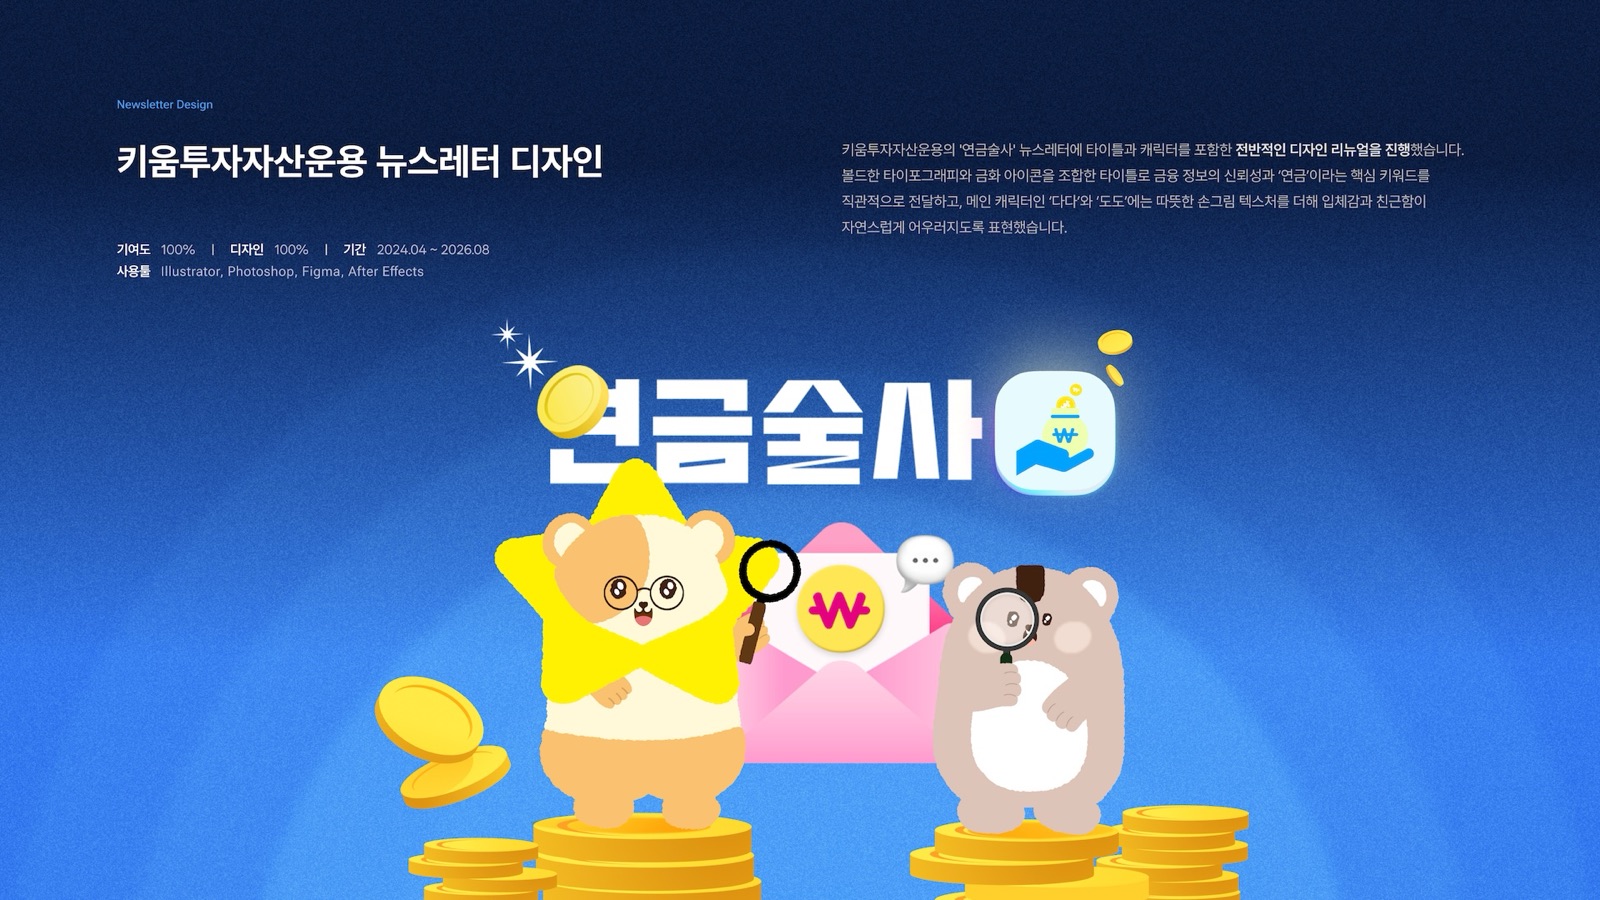 Newsletter Design
키움투자자산운용 뉴스레터 디자인
기여도 100% | 디자인 100% | 기간 2024.04 ~ 2026.08
사용툴 Illustrator, Photoshop, Figma, After Effects
키움투자자산운용의 '연금술사' 뉴스레터에 타이틀과 캐릭터를 포함한 전반적인 디자인 리뉴얼을 진행했습니다.
볼드한 타이포그래피와 금화 아이콘을 조합한 타이틀로 금융 정보의 신뢰성과 ‘연금’이라는 핵심 키워드를
직관적으로 전달하고, 메인 캐릭터인 ‘다다’와 ‘도도’에는 따뜻한 손그림 텍스처를 더해 입체감과 친근함이
자연스럽게 어우러지도록 표현했습니다.
연금술사
₩
₩